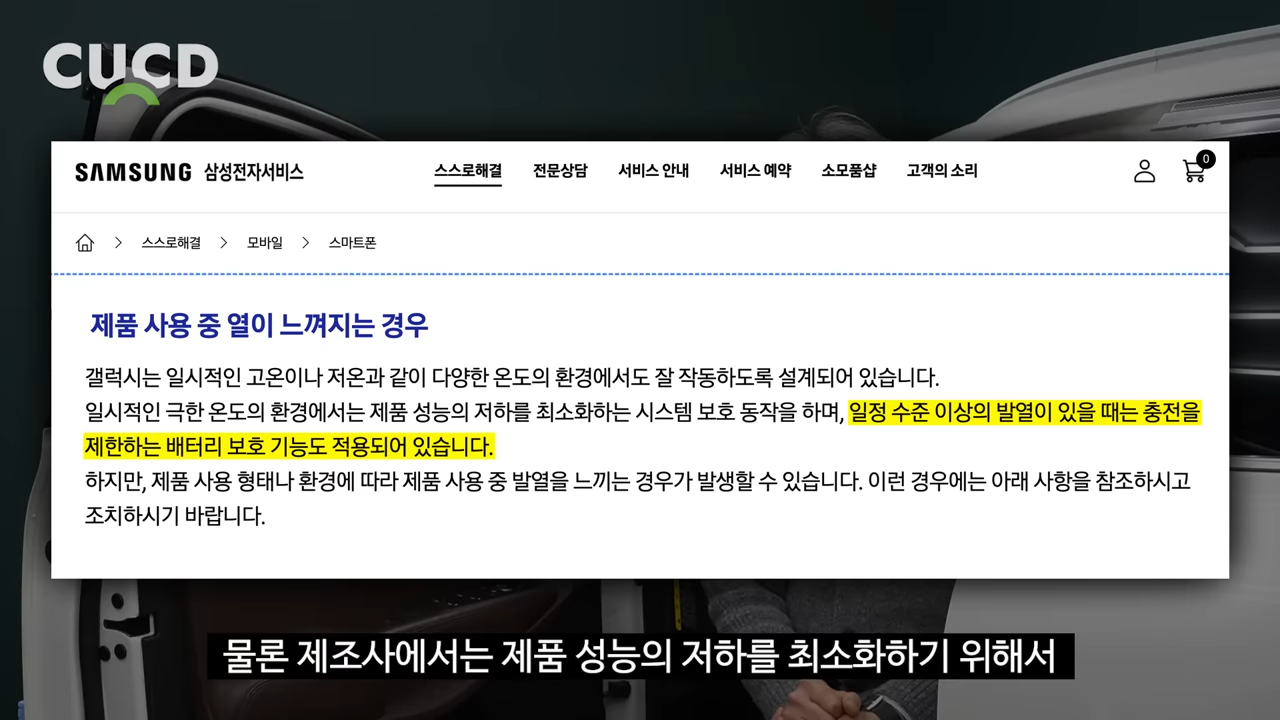 CUCD
SAMSUNG 삼성전자서비스
스스로해결 전문상담 서비스 안내 서비스 예약 소모품샵 고객의 소리
0
스스로해결 > 모바일 > 스마트폰
제품 사용 중 열이 느껴지는 경우
갤럭시는 일시적인 고온이나 저온과 같이 다양한 온도의 환경에서도 잘 작동하도록 설계되어 있습니다.
일시적인 극한 온도의 환경에서는 제품 성능의 저하를 최소화하는 시스템 보호 동작을 하며, 일정 수준 이상의 발열이 있을 때는 충전을
제한하는 배터리 보호 기능도 적용되어 있습니다.
하지만, 제품 사용 형태나 환경에 따라 제품 사용 중 발열을 느끼는 경우가 발생할 수 있습니다. 이런 경우에는 아래 사항을 참조하시고
조치하시기 바랍니다.
물론 제조사에서는 제품 성능의 저하를 최소화하기 위해서